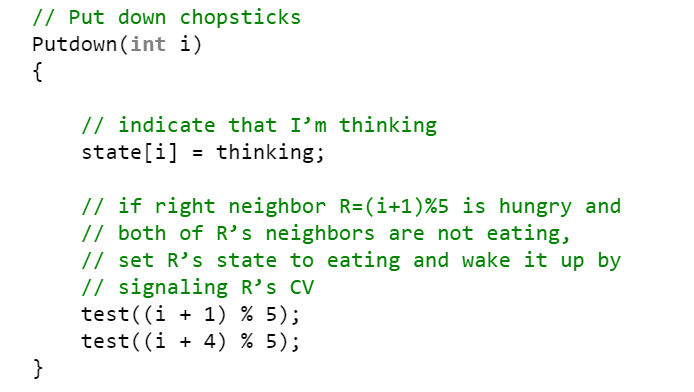 // Put down chopsticks
Putdown(int i)
{
// indicate that I’m thinking
state[i] = thinking;
// if right neighbor R=(i+1)%5 is hungry and
// both of R’s neighbors are not eating,
// set R’s state to eating and wake it up by
// signaling R’s CV
test((i + 1) % 5);
test((i + 4) % 5);
}